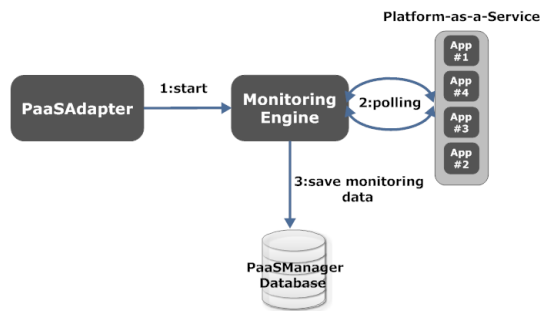 Platform-as-a-Service
App
#1
App
#4
App
#3
App
#2
PaaSAdapter
1:start
Monitoring
Engine
2:polling
3:save monitoring
data
PaaSManager
Database